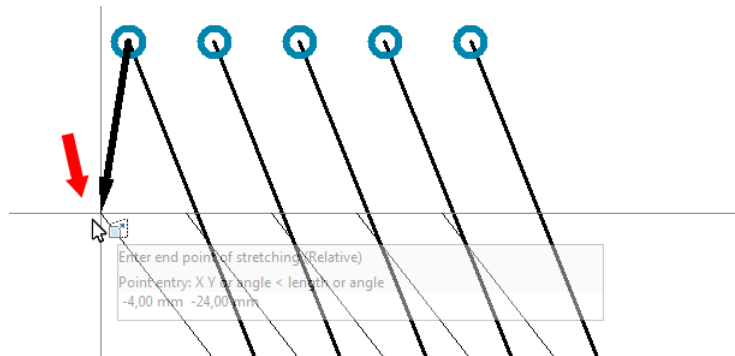 Enter end point of stretching (Relative)
Point entry: X Y or angle < length or angle
-4,00 mm -24,00 mm